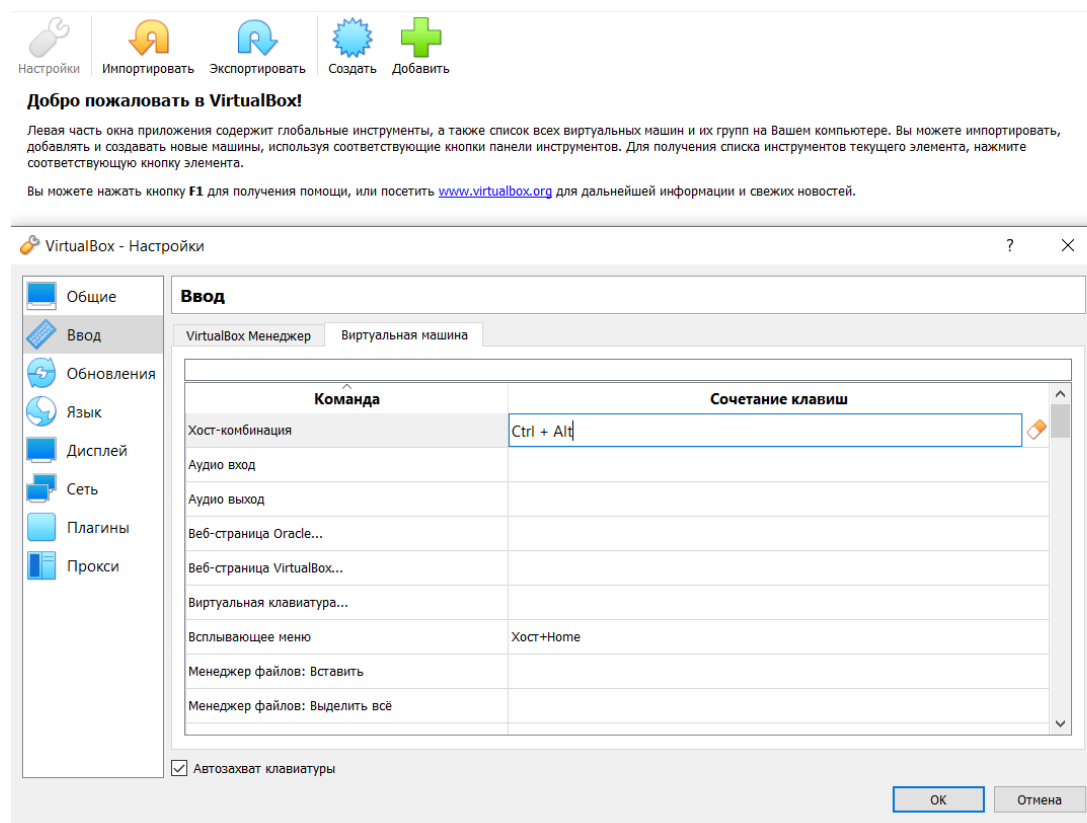 Настройки Импортировать Экспортировать Создать Добавить
Добро пожаловать в VirtualBox!
Левая часть окна приложения содержит глобальные инструменты, а также список всех виртуальных машин и их групп на Вашем компьютере. Вы можете импортировать,
добавлять и создавать новые машины, используя соответствующие кнопки панели инструментов. Для получения списка инструментов текущего элемента, нажмите
соответствующую кнопку элемента.
Вы можете нажать кнопку F1 для получения помощи, или посетить www.virtualbox.org для дальнейшей информации и свежих новостей.
VirtualBox - Настройки ?
Общие
Ввод
Обновления
Язык
Дисплей
Сеть
Плагины
Прокси
Ввод
VirtualBox Менеджер Виртуальная машина
Команда Сочетание клавиш
Хост-комбинация Ctrl + Alt
Аудио вход
Аудио выход
Веб-страница Oracle...
Веб-страница VirtualBox...
Виртуальная клавиатура...
Всплывающее меню Хост+Home
Менеджер файлов: Вставить
Менеджер файлов: Выделить всё
Автозахват клавиатуры
OK Отмена